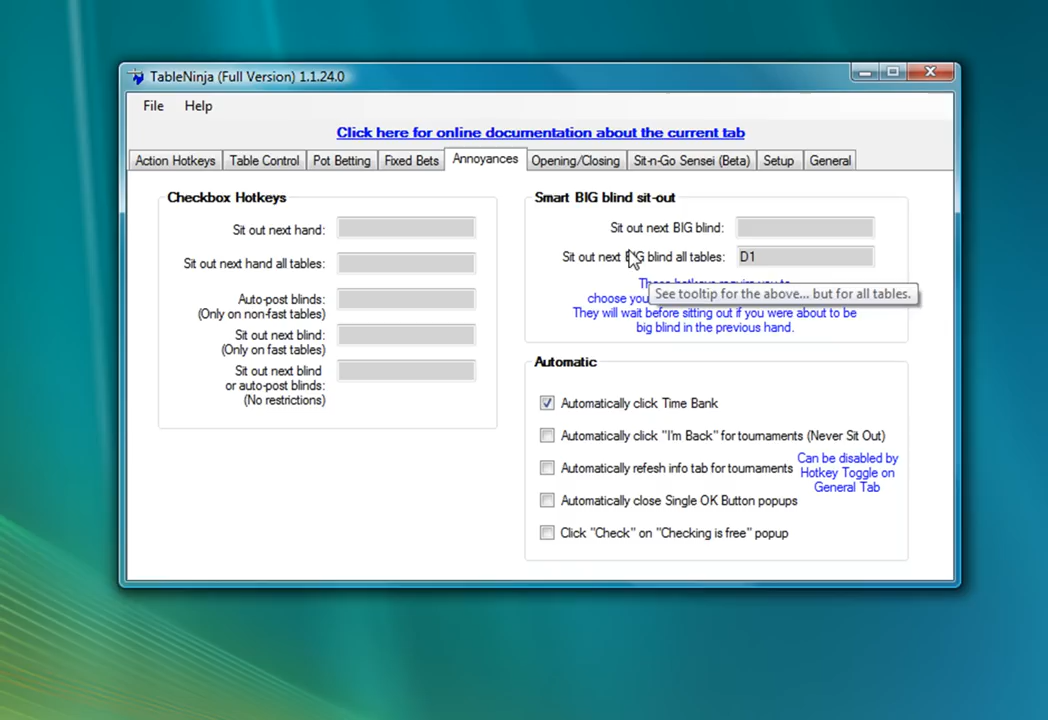 TableNinja (Full Version) 1.1.24.0
File Help
Click here for online documentation about the current tab
Action Hotkeys Table Control Pot Betting Fixed Bets Annoyances Opening/Closing Sit-n-Go Sensei (Beta) Setup General
Checkbox Hotkeys
Sit out next hand:
Sit out next hand all tables:
Auto-post blinds:
(Only on non-fast tables)
Sit out next blind
(Only on fast tables)
Sit out next blind
or auto-post blinds:
(No restrictions)
Smart BIG blind sit-out
Sit out next BIG blind:
Sit out next BIG blind all tables: D1
See tooltip for the above... but for all tables.
choose you
They will wait before sitting out if you were about to be
big blind in the previous hand.
Automatic
Automatically click Time Bank
Automatically click "I'm Back" for tournaments (Never Sit Out)
Automatically refesh info tab for tournaments
Can be disabled by
Hotkey Toggle on
General Tab
Automatically close Single OK Button popups
Click "Check" on "Checking is free" popup